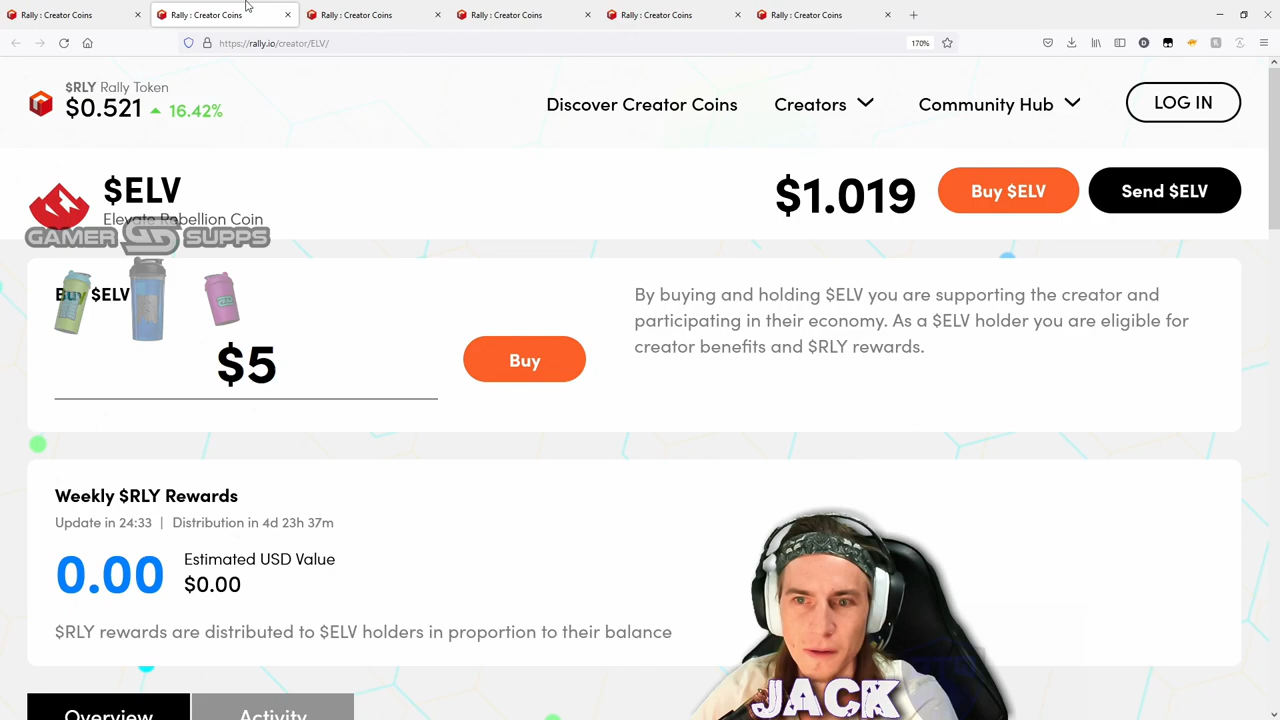 Rally : Creator Coins
Rally : Creator Coins
Rally : Creator Coins
Rally : Creator Coins
Rally : Creator Coins
Rally : Creator Coins
https://rally.io/creator/ELV/
170%
$RLY Rally Token
$0.521 16.42%
Discover Creator Coins
Creators
Community Hub
LOG IN
$ELV
Elevate Rebellion Coin
$1.019
Buy $ELV
Send $ELV
GAMER SUPPS
Buy $ELV
$5
Buy
By buying and holding $ELV you are supporting the creator and
participating in their economy. As a $ELV holder you are eligible for
creator benefits and $RLY rewards.
Weekly $RLY Rewards
Update in 24:33 | Distribution in 4d 23h 37m
0.00
Estimated USD Value
$0.00
$RLY rewards are distributed to $ELV holders in proportion to their balance
JACK
Overview
Activity